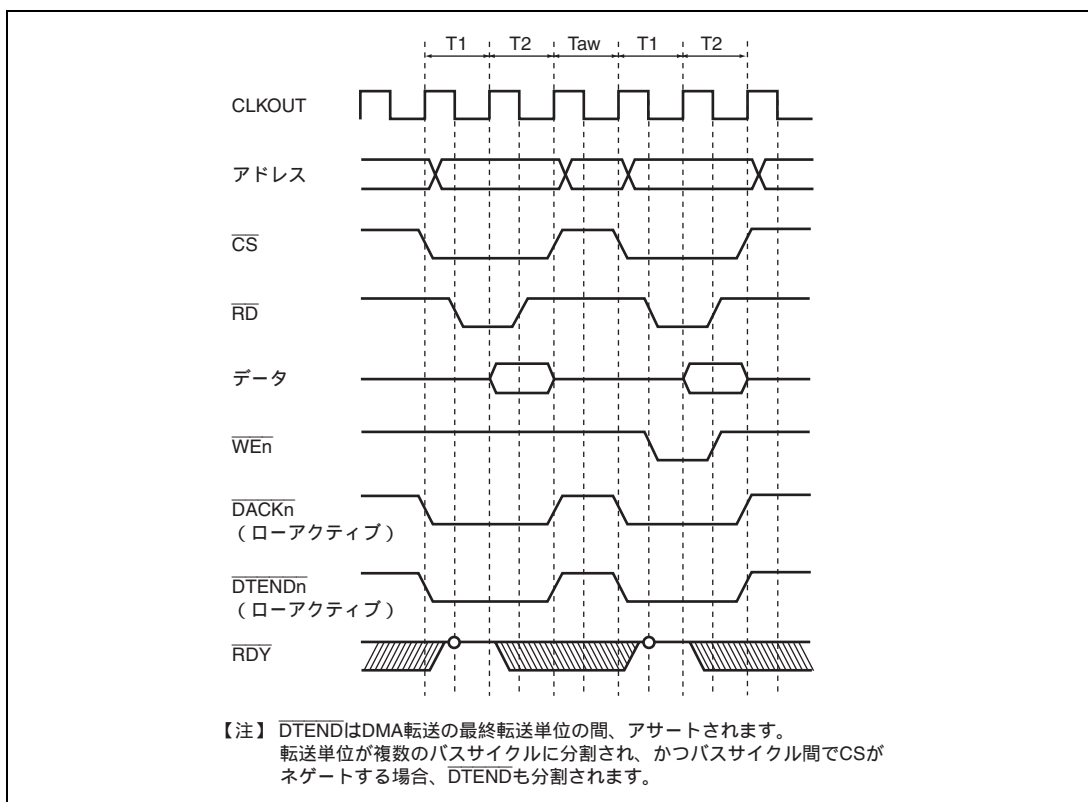 T1 T2 Taw T1 T2
CLKOUT
アドレス
CS
RD
データ
WEn
DACKn
（ローアクティブ）
DTENDn
（ローアクティブ）
RDY
【注】 DTENDはDMA転送の最終転送単位の間、アサートされます。
転送単位が複数のバスサイクルに分割され、かつバスサイクル間でCSが
ネゲートする場合、DTENDも分割されます。